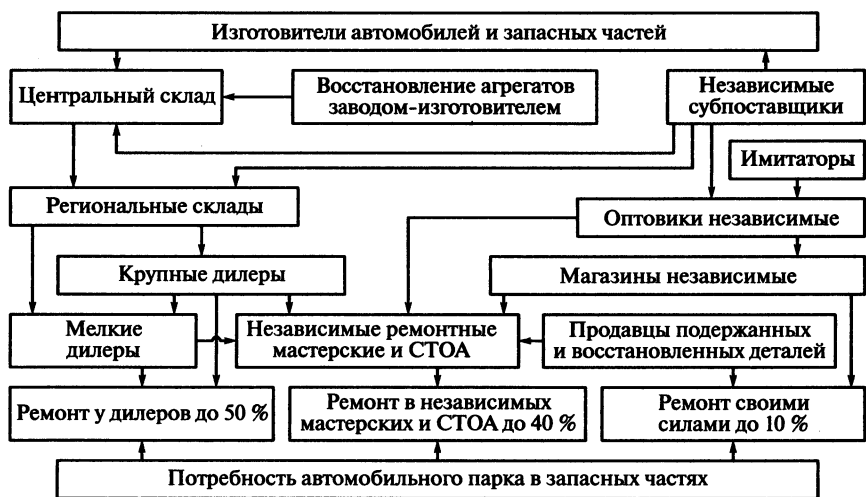 Изготовители автомобилей и запасных частей
Центральный склад
Восстановление агрегатов
заводом-изготовителем
Независимые
субпоставщики
Имитаторы
Региональные склады
Оптовики независимые
Крупные дилеры
Магазины независимые
Мелкие
дилеры
Независимые ремонтные
мастерские и СТОА
Продавцы подержанных
и восстановленных деталей
Ремонт у дилеров до 50 %
Ремонт в независимых
мастерских и СТОА до 40 %
Ремонт своими
силами до 10 %
Потребность автомобильного парка в запасных частях